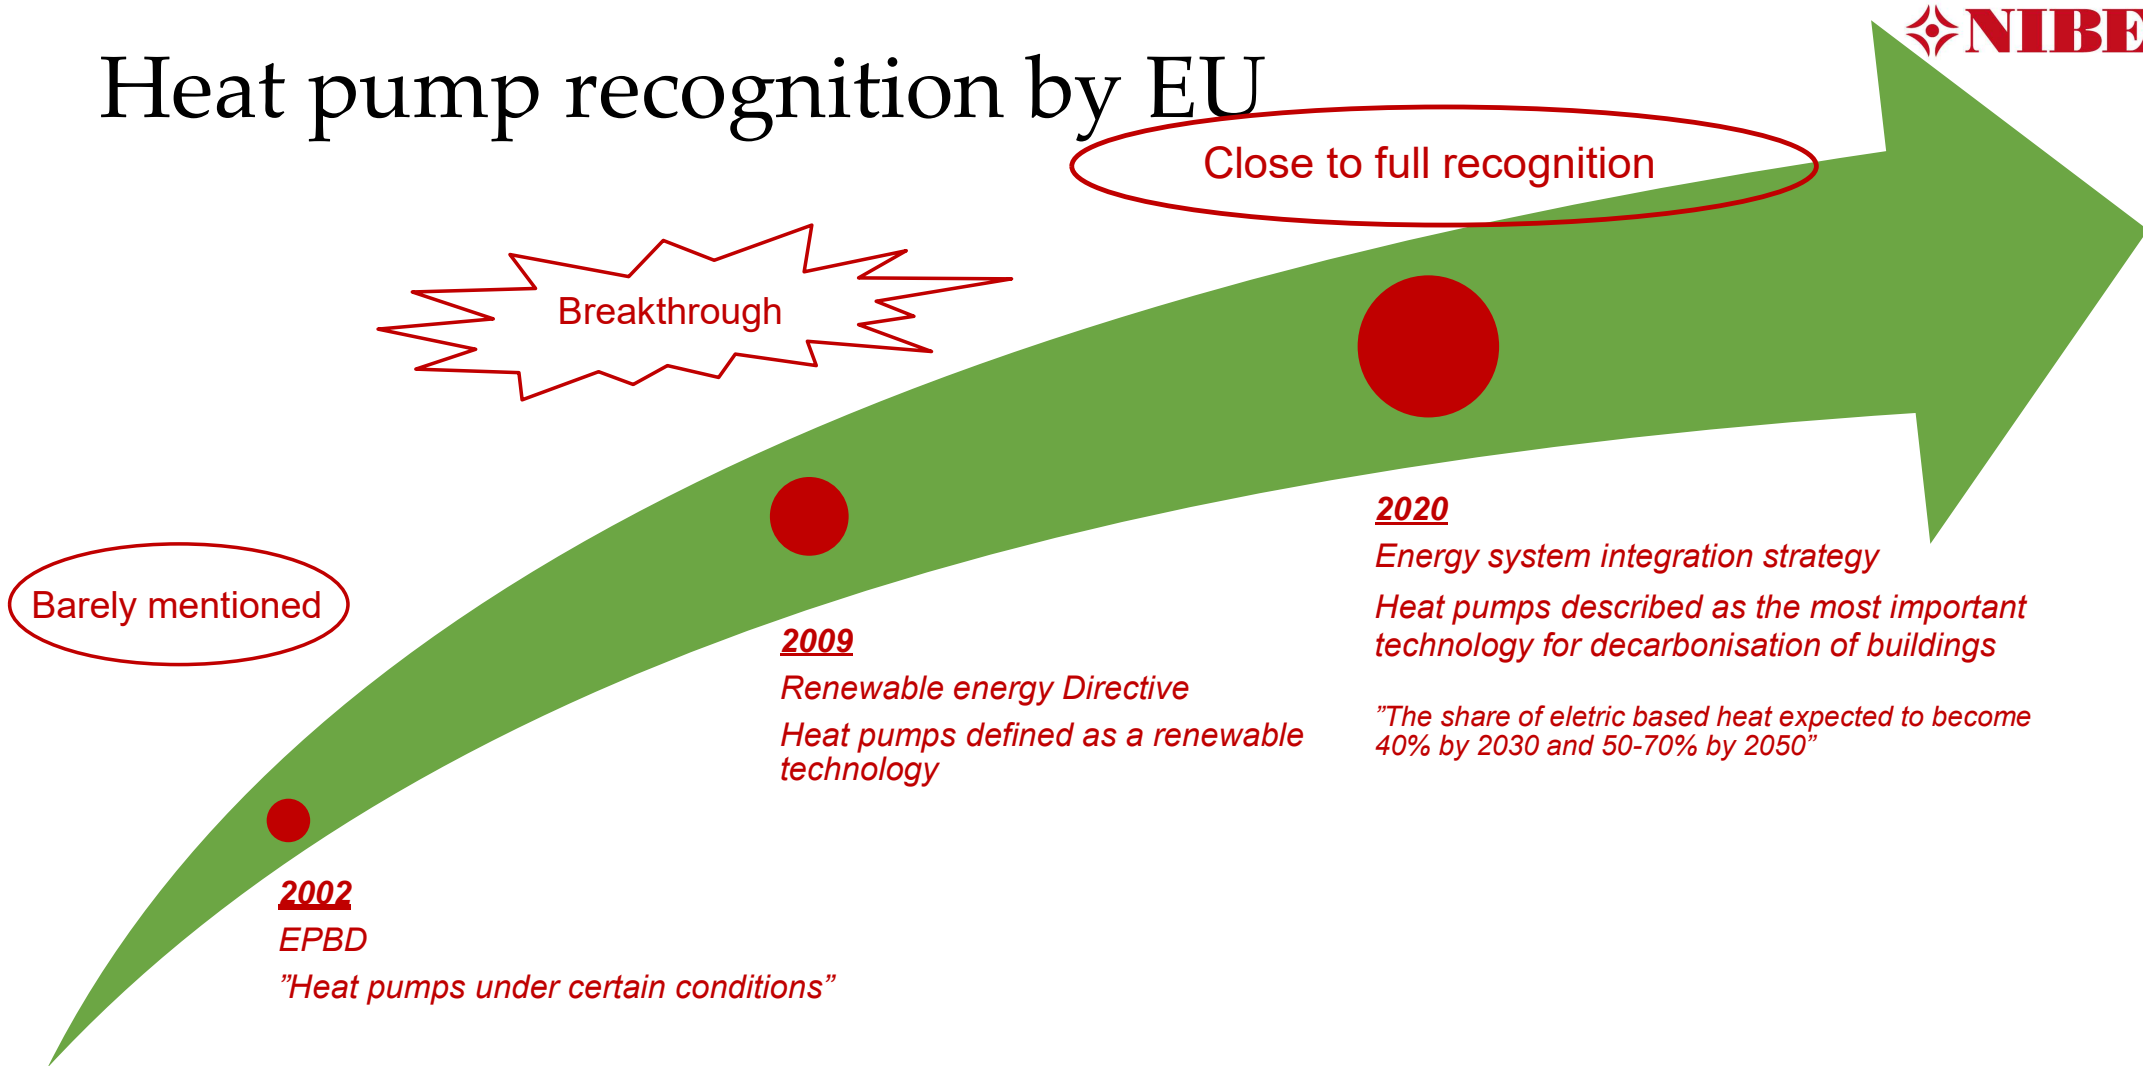 NIBE
Heat pump recognition by EU
Close to full recognition
Breakthrough
Barely mentioned
2020
Energy system integration strategy
Heat pumps described as the most important
technology for decarbonisation of buildings
”The share of eletric based heat expected to become
40% by 2030 and 50-70% by 2050”
2009
Renewable energy Directive
Heat pumps defined as a renewable
technology
2002
EPBD
”Heat pumps under certain conditions”